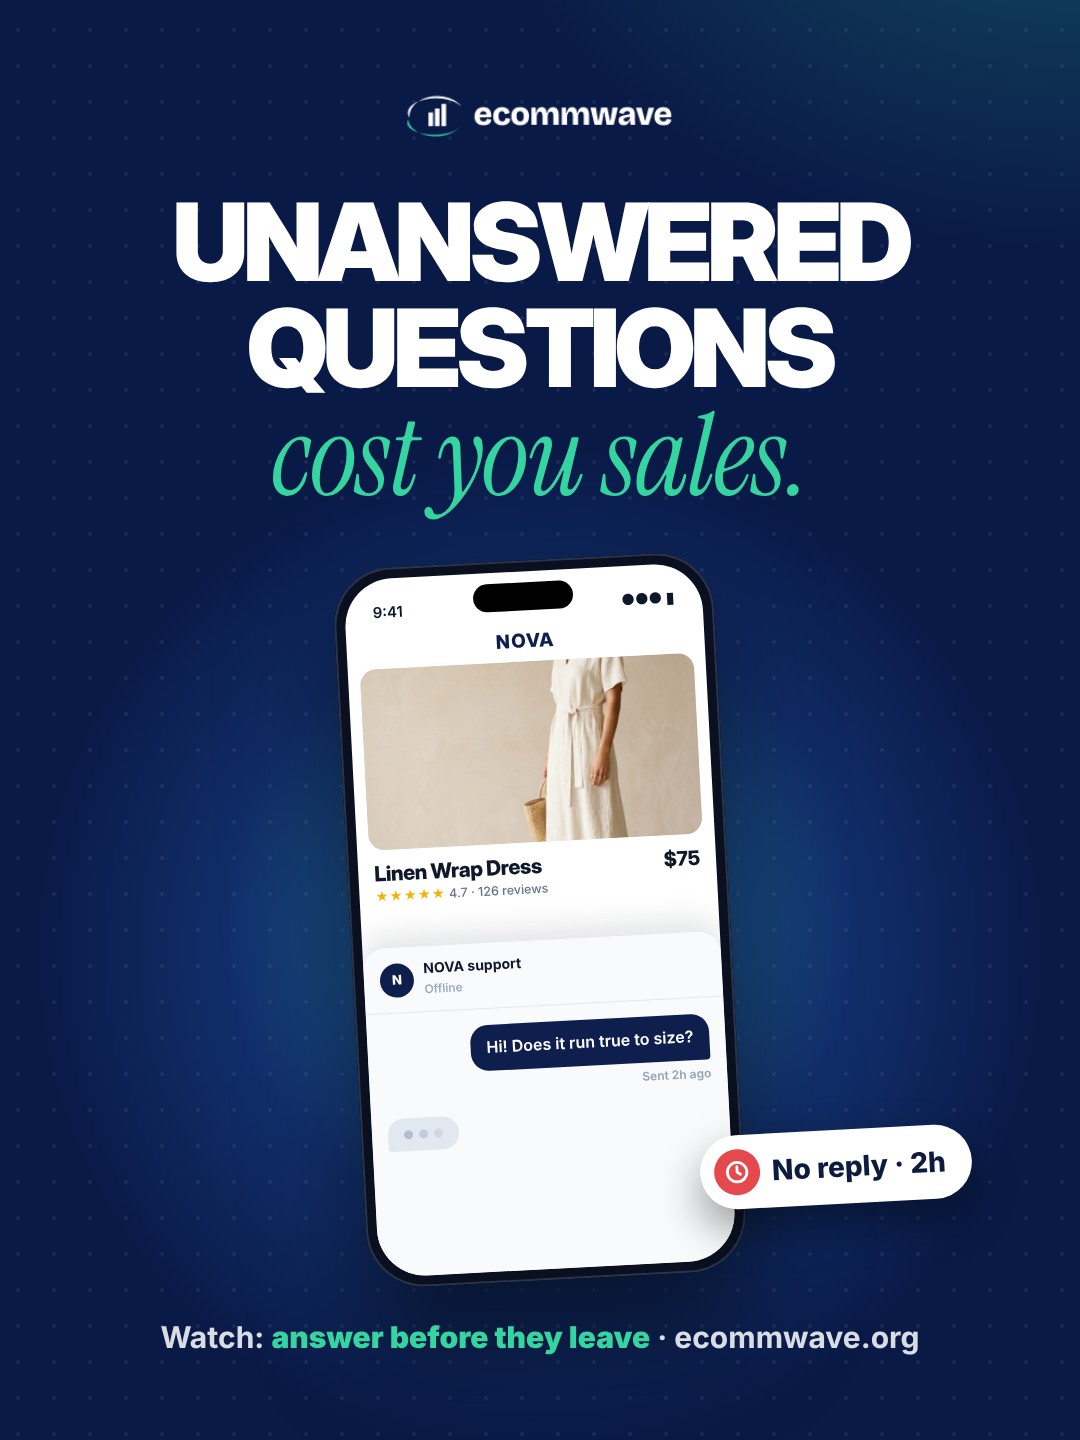 ecommwave
UNANSWERED
QUESTIONS
cost you sales.
9:41
NOVA
Linen Wrap Dress
$75
★★★★★ 4.7 · 126 reviews
N
NOVA support
Offline
Hi! Does it run true to size?
Sent 2h ago
No reply · 2h
Watch: answer before they leave · ecommwave.org